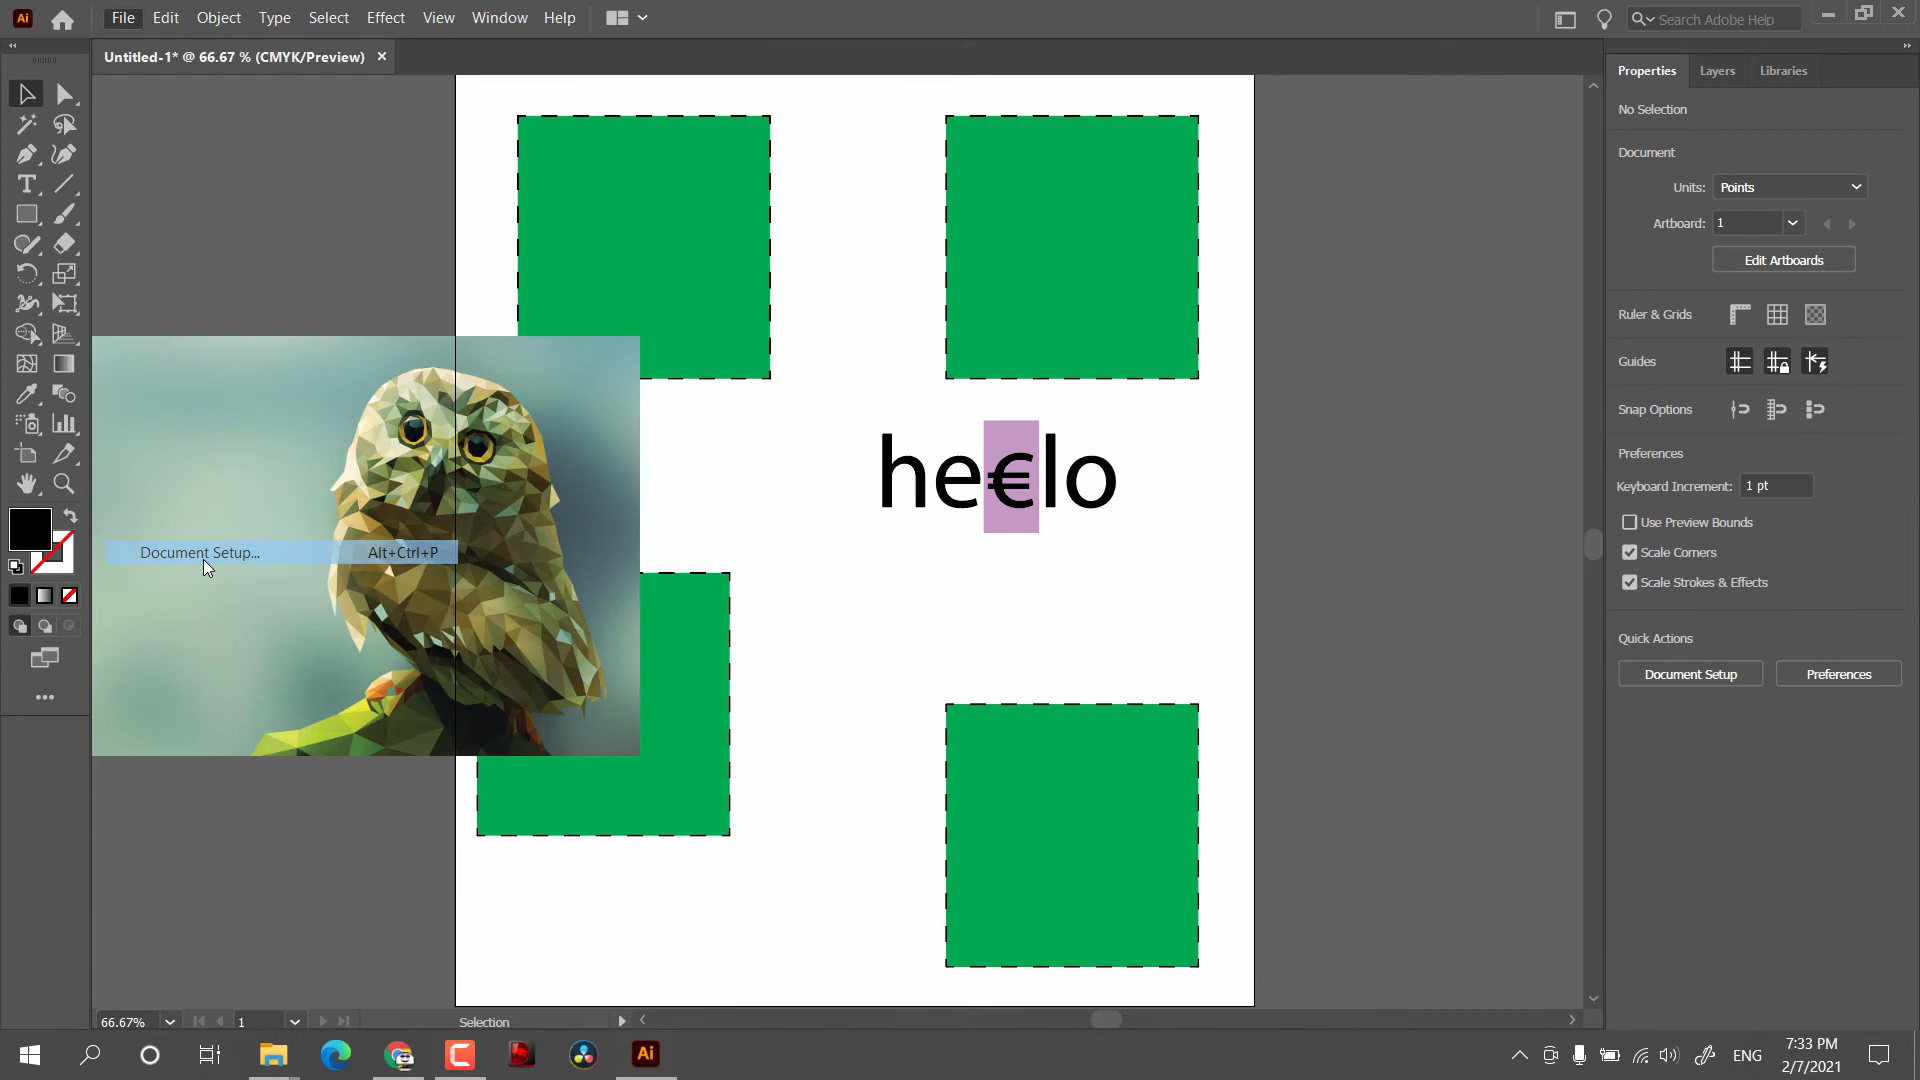 Ai File Edit Object Type Select Effect View Window Help Search Adobe Help
Untitled-1* @ 66.67 % (CMYK/Preview)
Properties Layers Libraries
No Selection
Document
Units: Points
Artboard: 1
Edit Artboards
Ruler & Grids
Guides
Snap Options
Preferences
Keyboard Increment: 1 pt
Use Preview Bounds
Scale Corners
Scale Strokes & Effects
Quick Actions
Document Setup Preferences
he€lo
Document Setup... Alt+Ctrl+P
66.67% 1 Selection
Ai ENG 7:33 PM
2/7/2021